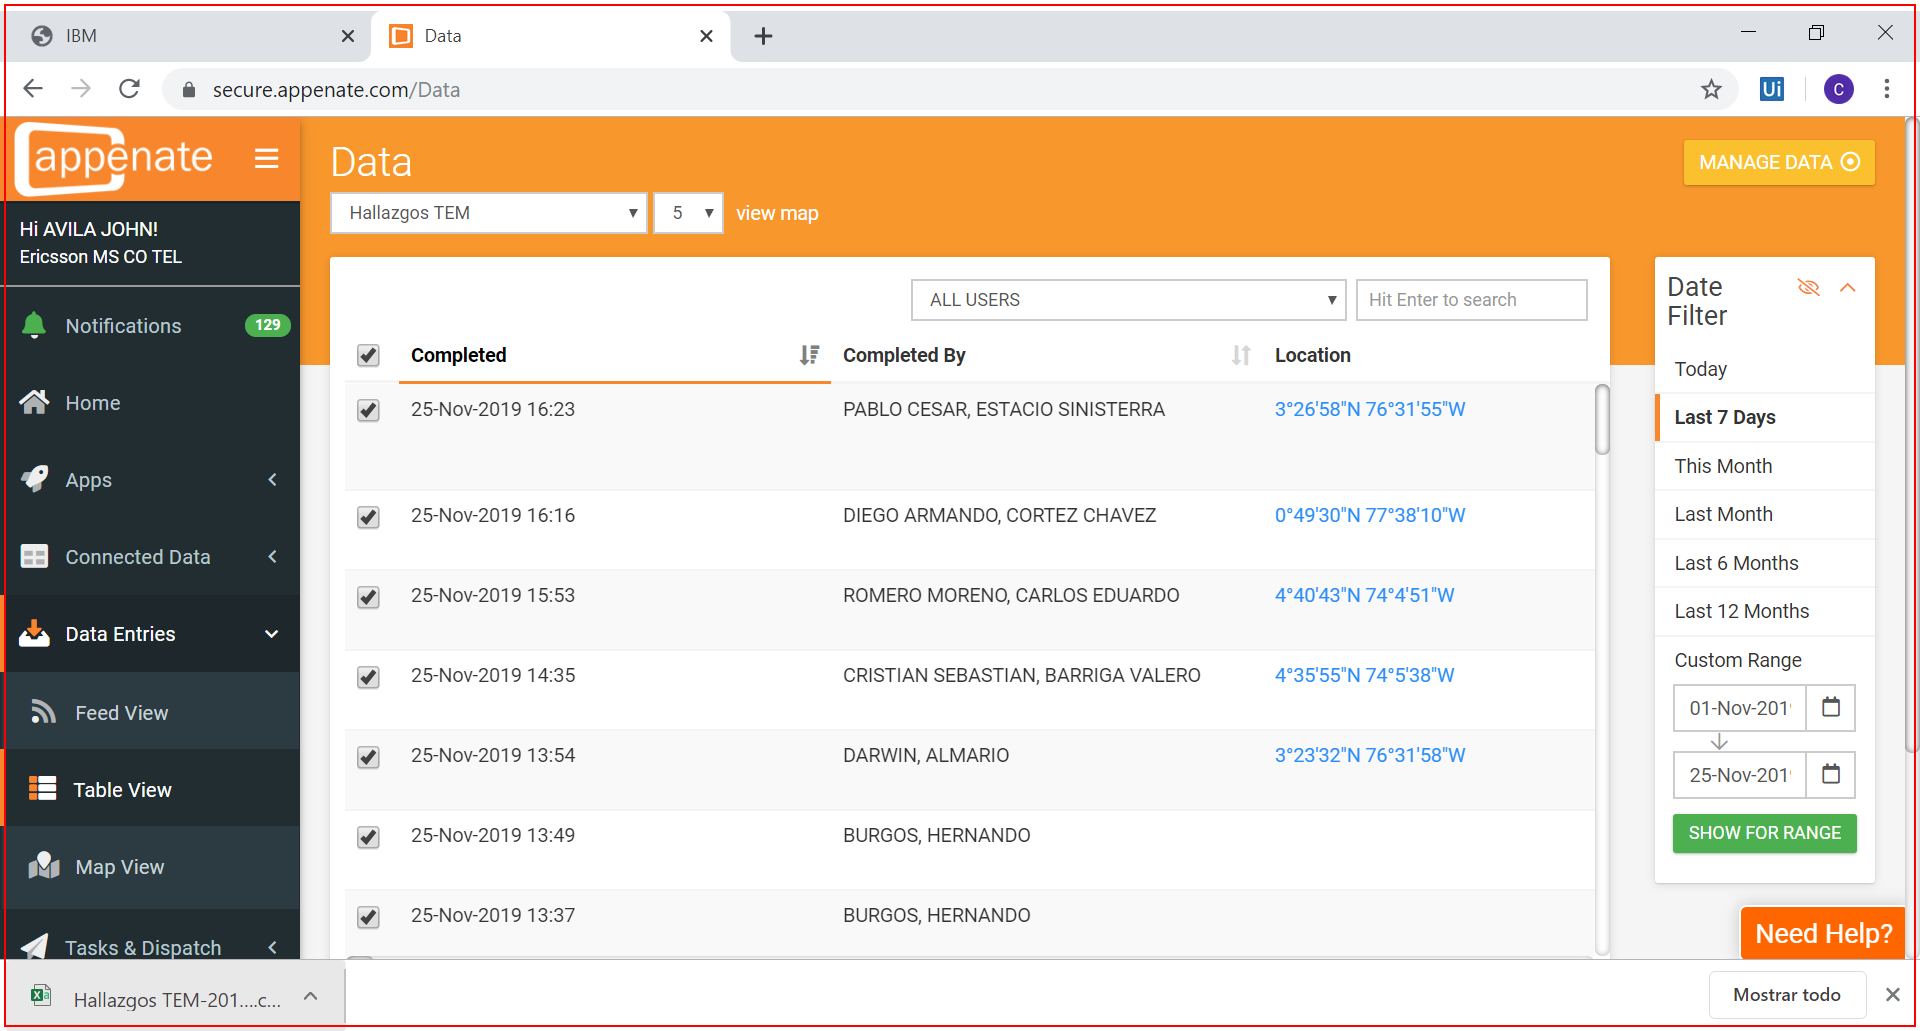 IBM
Data
secure.appenate.com/Data
Ui
C
appenate
Data
MANAGE DATA
Hallazgos TEM
5
view map
Hi AVILA JOHN!
Ericsson MS CO TEL
Notifications
129
Home
Apps
Connected Data
Data Entries
Feed View
Table View
Map View
Tasks & Dispatch
ALL USERS
Hit Enter to search
Completed Completed By Location
25-Nov-2019 16:23 PABLO CESAR, ESTACIO SINISTERRA 3°26'58"N 76°31'55"W
25-Nov-2019 16:16 DIEGO ARMANDO, CORTEZ CHAVEZ 0°49'30"N 77°38'10"W
25-Nov-2019 15:53 ROMERO MORENO, CARLOS EDUARDO 4°40'43"N 74°4'51"W
25-Nov-2019 14:35 CRISTIAN SEBASTIAN, BARRIGA VALERO 4°35'55"N 74°5'38"W
25-Nov-2019 13:54 DARWIN, ALMARIO 3°23'32"N 76°31'58"W
25-Nov-2019 13:49 BURGOS, HERNANDO
25-Nov-2019 13:37 BURGOS, HERNANDO
Date
Filter
Today
Last 7 Days
This Month
Last Month
Last 6 Months
Last 12 Months
Custom Range
01-Nov-201
25-Nov-201
SHOW FOR RANGE
Need Help?
Hallazgos TEM-201....c...
Mostrar todo